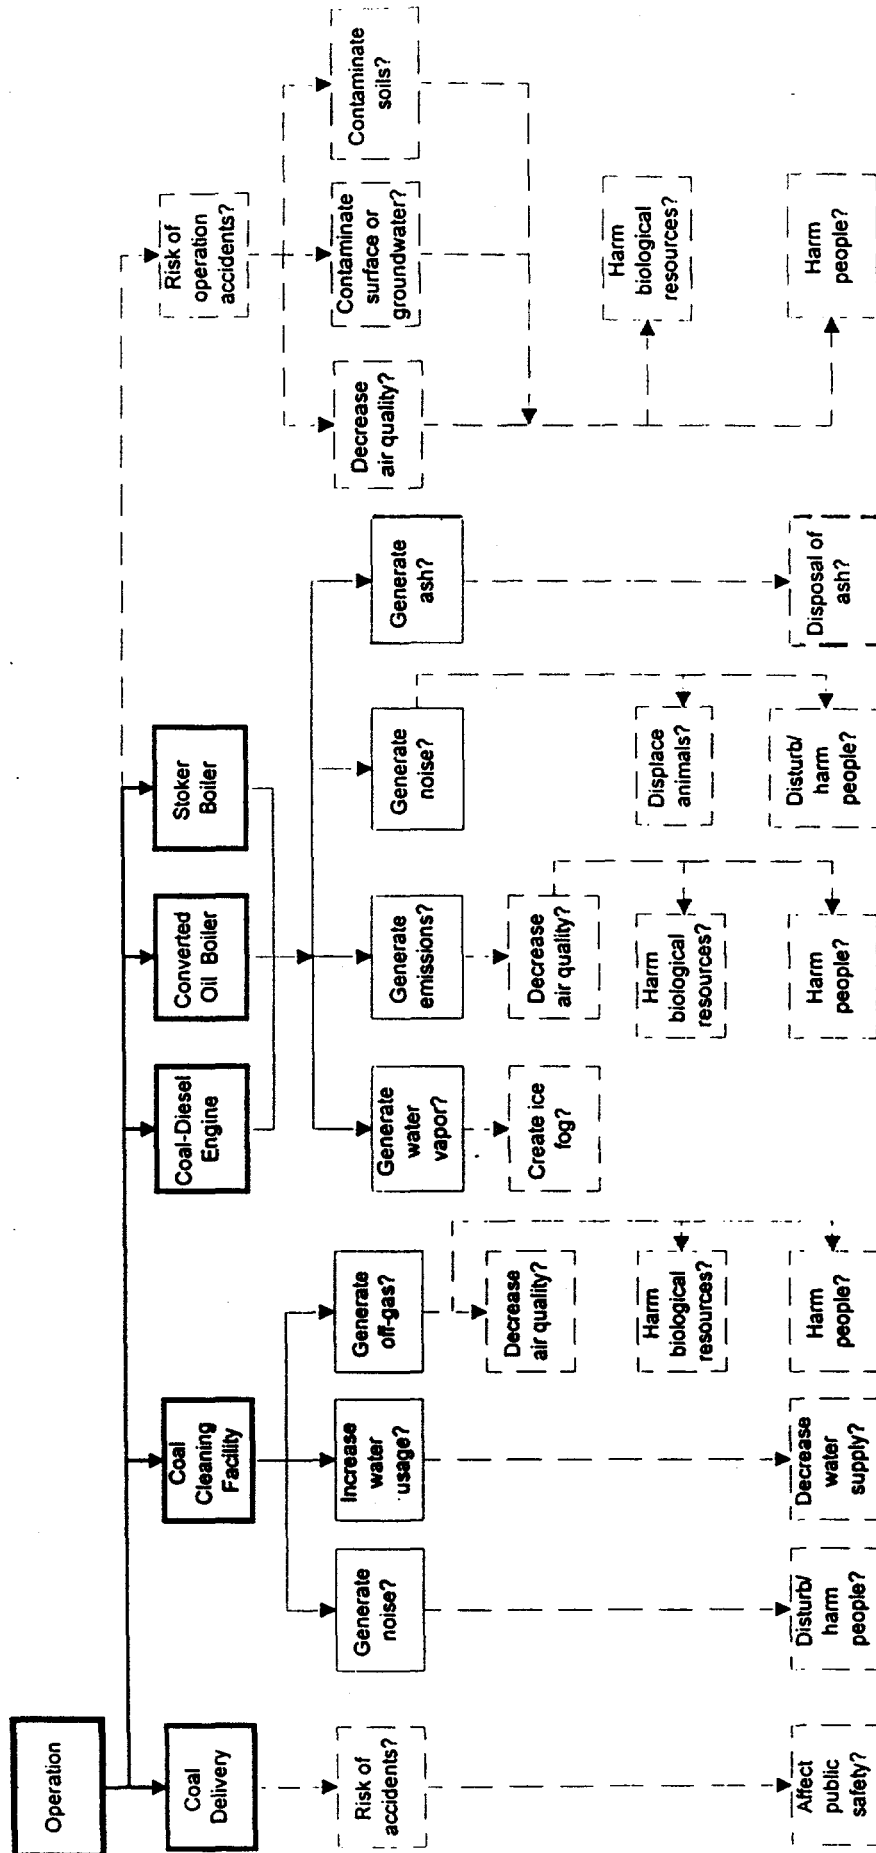 Operation
Coal
Delivery
Coal
Cleaning
Facility
Coal-Diesel
Engine
Converted
Oil Boiler
Stoker
Boiler
Risk of
operation
accidents?
Risk of
accidents?
Generate
noise?
Increase
water
usage?
Generate
off-gas?
Generate
water
vapor?
Generate
emissions?
Generate
noise?
Generate
ash?
Decrease
air quality?
Contaminate
surface or
groundwater?
Contaminate
soils?
Decrease
air quality?
Create ice
fog?
Decrease
air quality?
Harm
biological
resources?
Harm
biological
resources?
Displace
animals?
Harm
biological
resources?
Affect
public
safety?
Disturb/
harm
people?
Decrease
water
supply?
Harm
people?
Harm
people?
Disturb/
harm
people?
Disposal of
ash?
Harm
people?